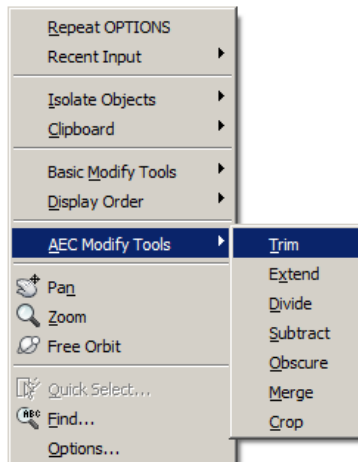 Repeat OPTIONS
Recent Input
Isolate Objects
Clipboard
Basic Modify Tools
Display Order
AEC Modify Tools
Trim
Extend
Pan
Divide
Zoom
Subtract
Free Orbit
Obscure
Quick Select...
Merge
ABC
Find...
Crop
Options...